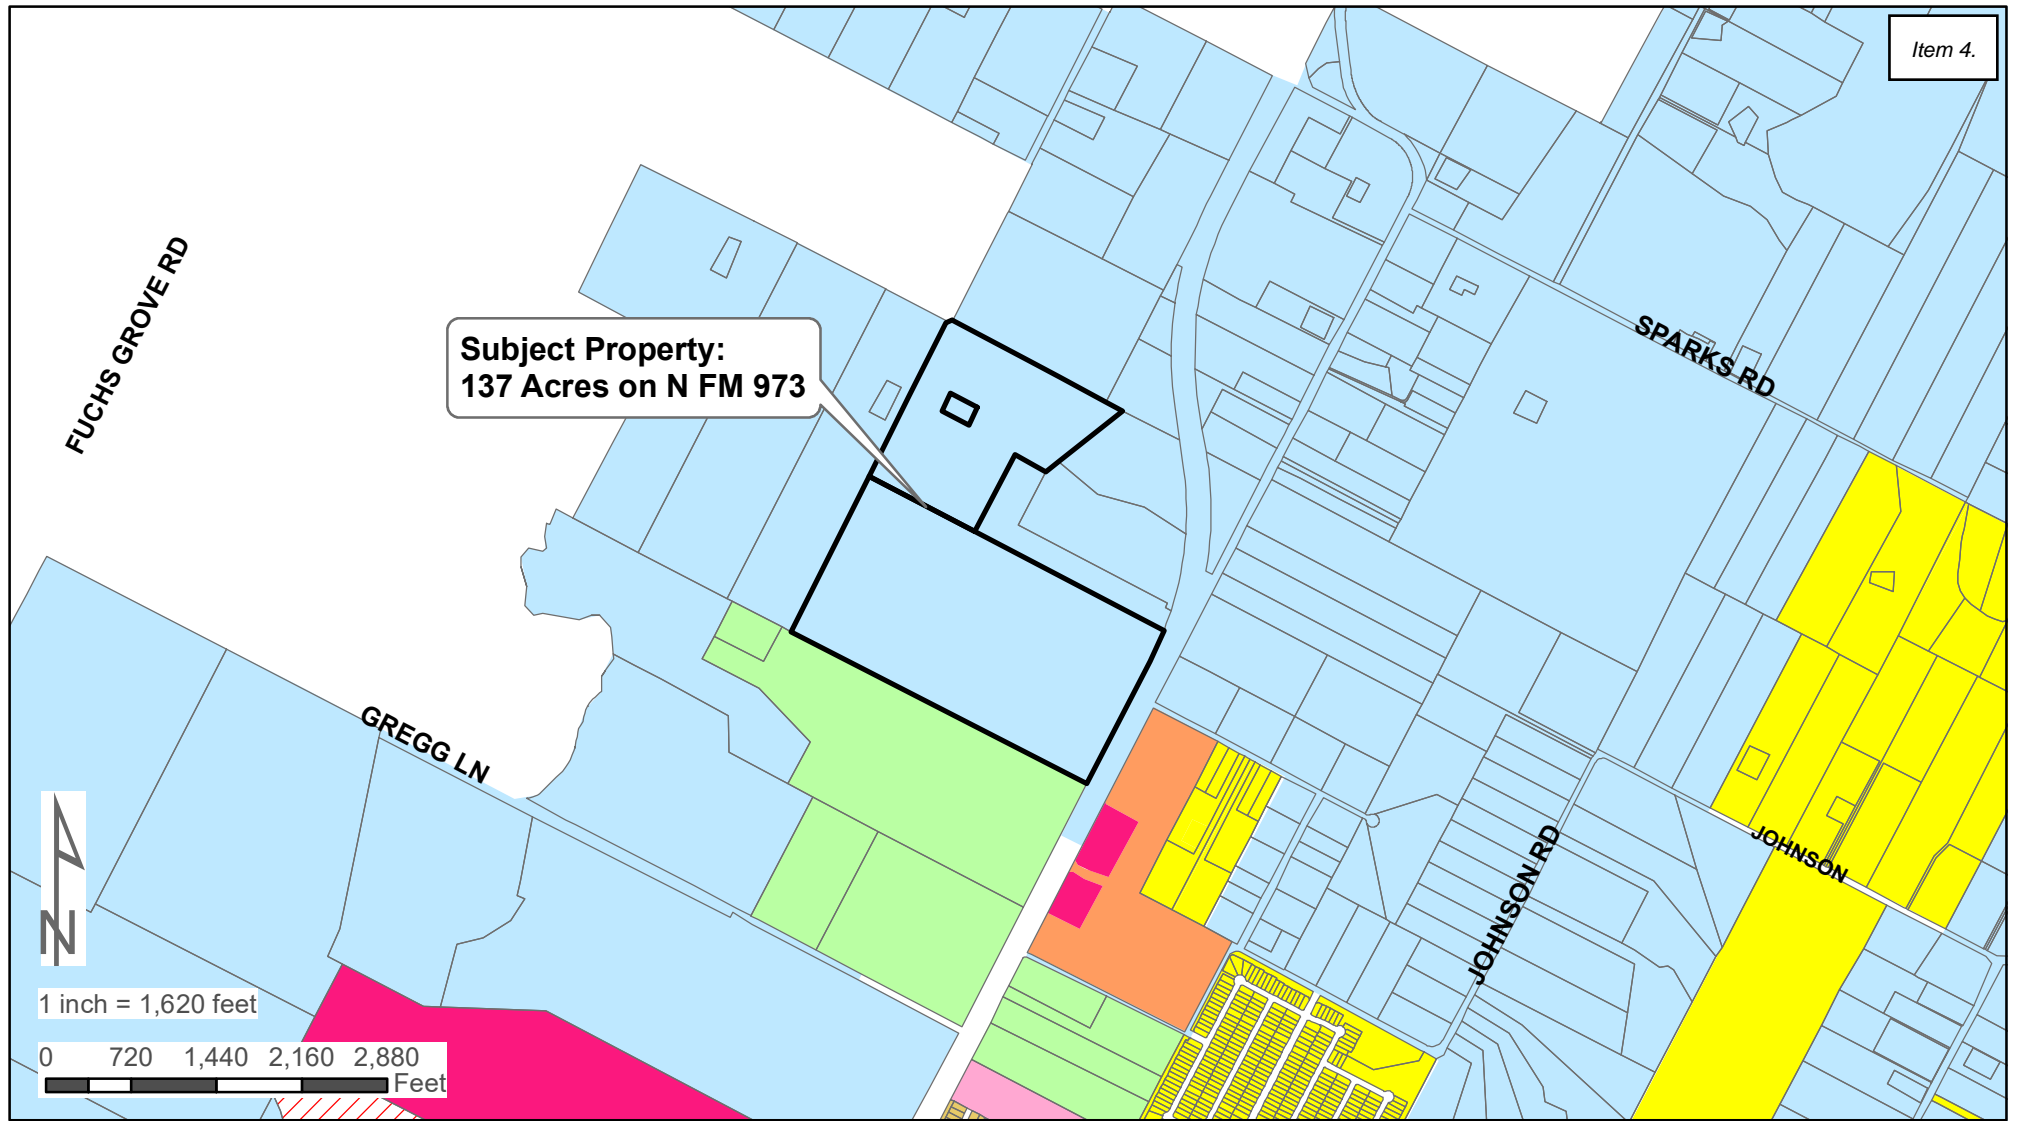 Item 4.
FUCHS GROVE RD
SPARKS RD
Subject Property:
137 Acres on N FM 973
GREGG LN
JOHNSON RD
JOHNSON
N
1 inch = 1,620 feet
0 720 1,440 2,160 2,880
Feet